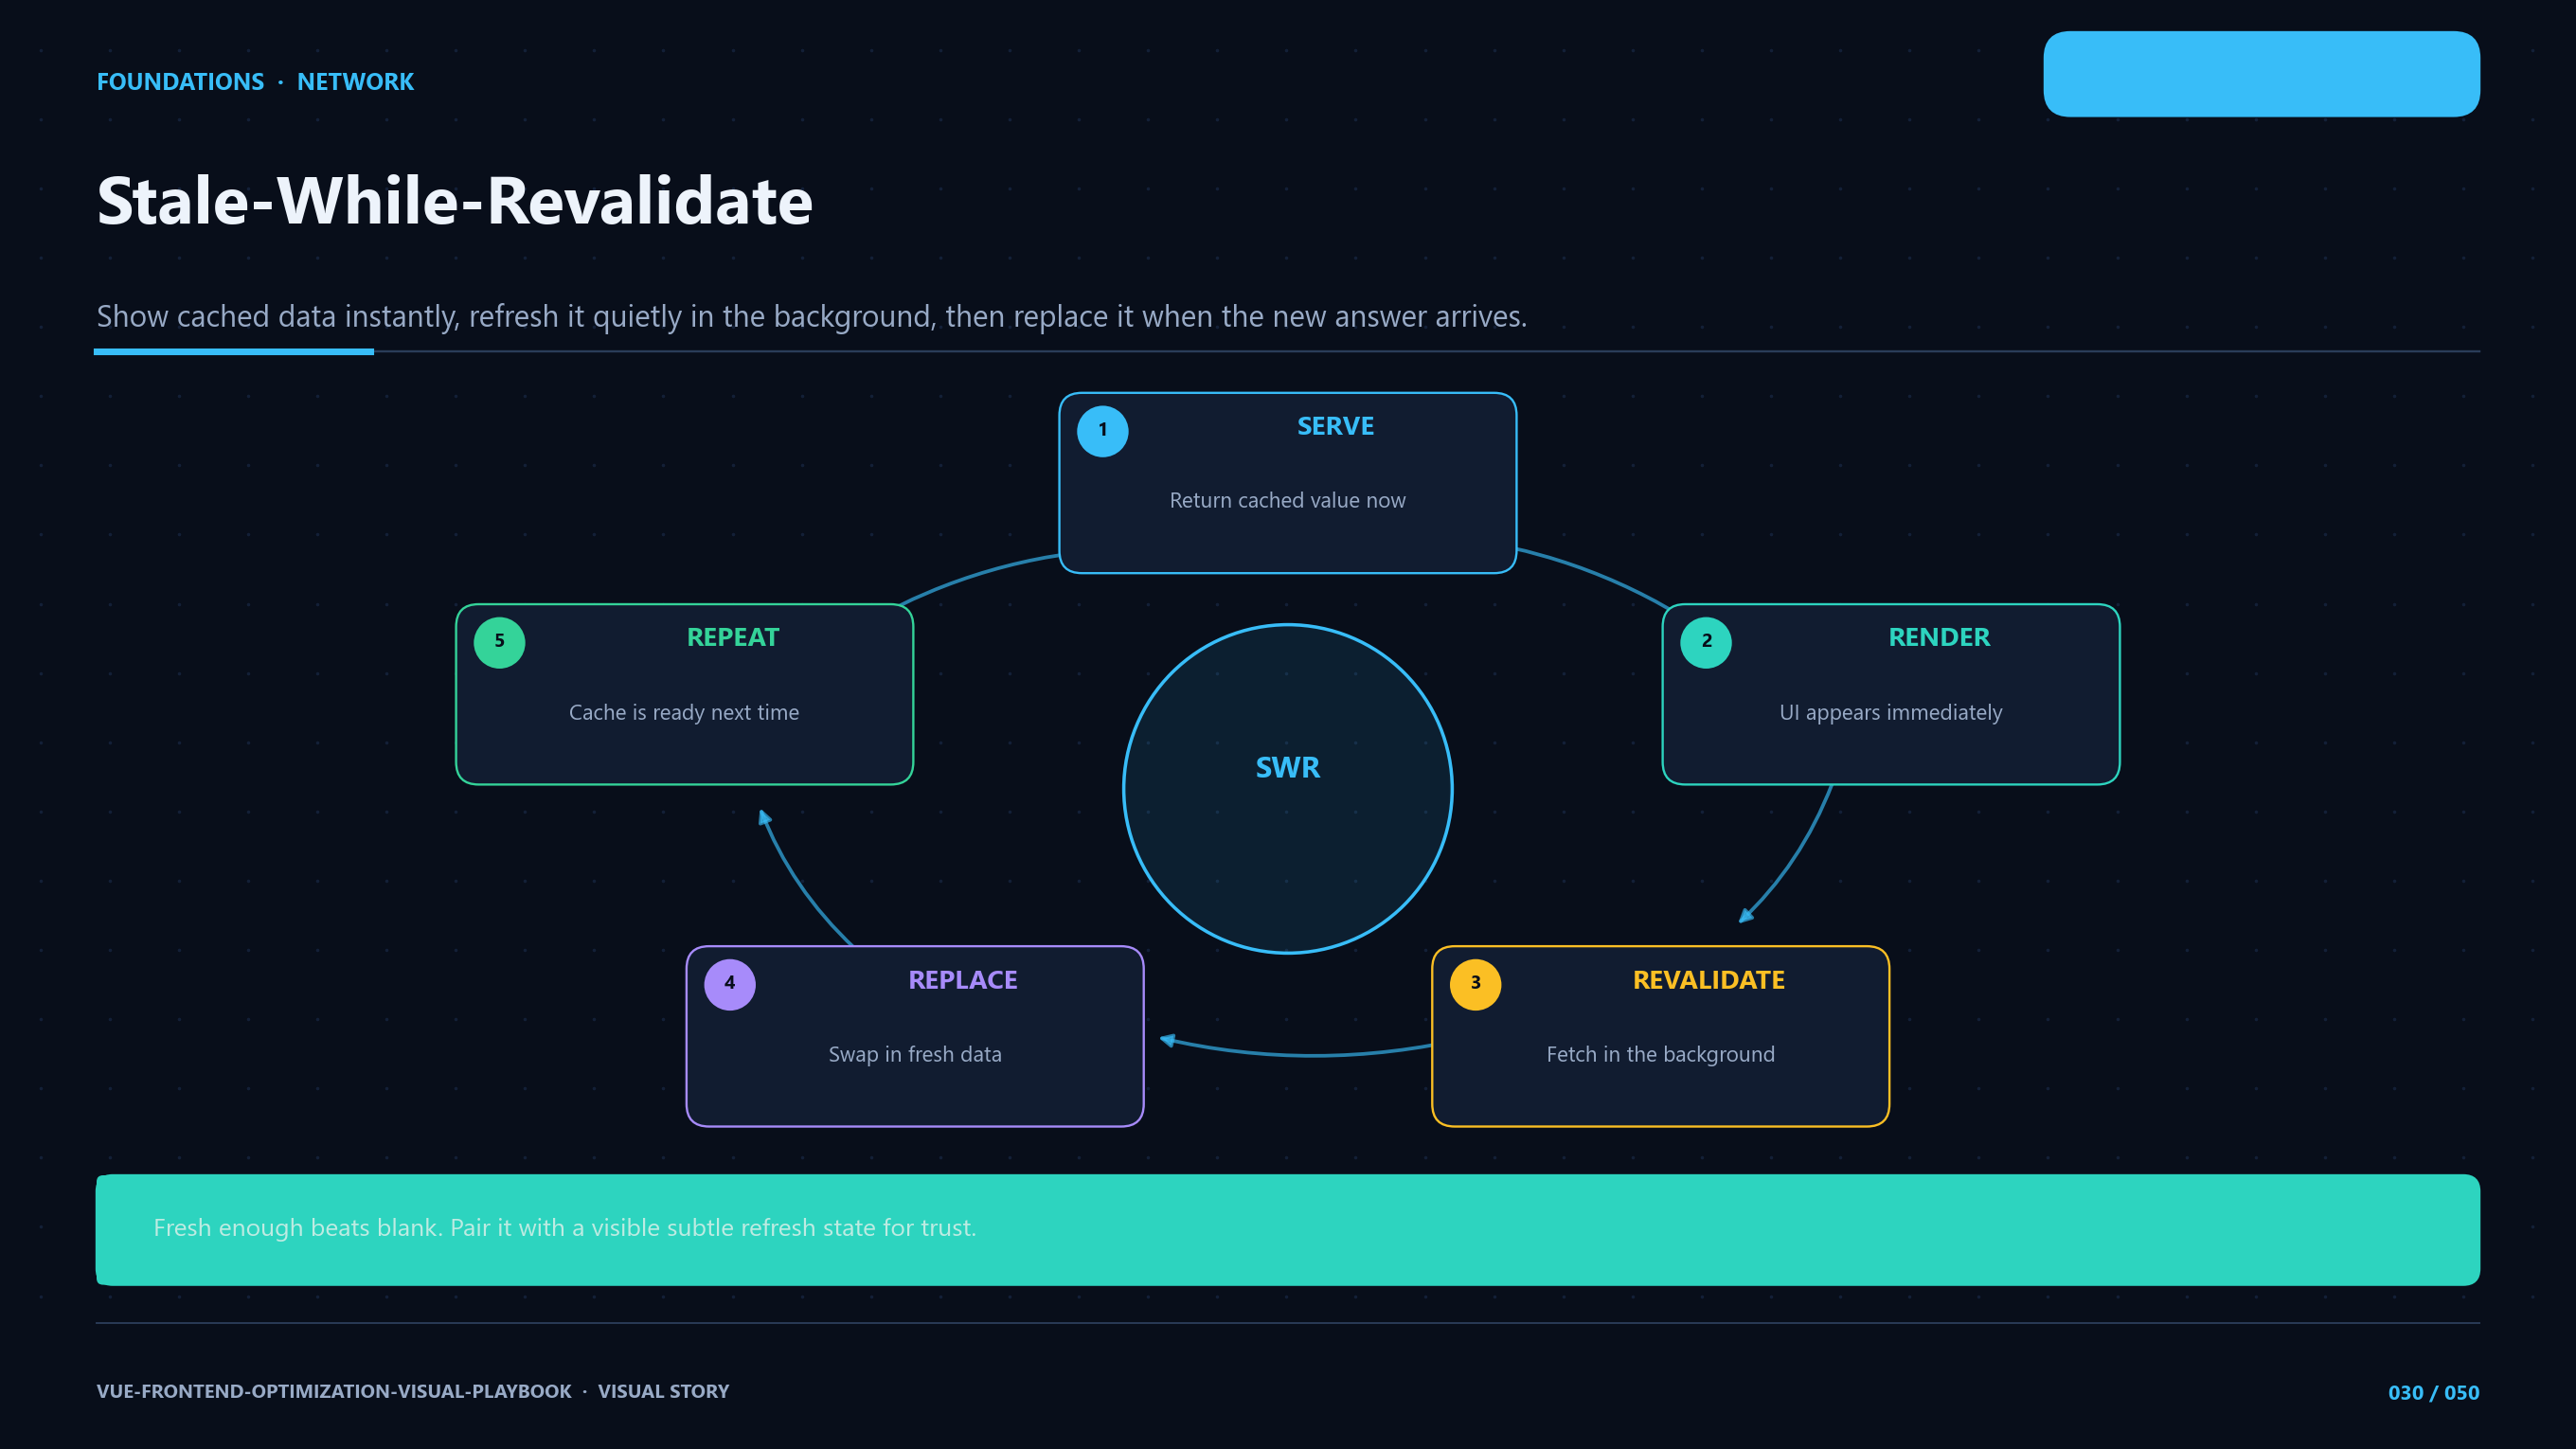 FOUNDATIONS · NETWORK
Stale-While-Revalidate
Show cached data instantly, refresh it quietly in the background, then replace it when the new answer arrives.
1
SERVE
Return cached value now
2
RENDER
UI appears immediately
3
REVALIDATE
Fetch in the background
4
REPLACE
Swap in fresh data
5
REPEAT
Cache is ready next time
SWR
Fresh enough beats blank. Pair it with a visible subtle refresh state for trust.
VUE-FRONTEND-OPTIMIZATION-VISUAL-PLAYBOOK · VISUAL STORY
030 / 050